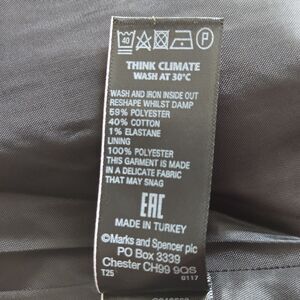 40 P
THINK CLIMATE
WASH AT 30°C
WASH AND IRON INSIDE OUT
RESHAPE WHILST DAMP
59% POLYESTER
40% COTTON
1% ELASTANE
LINING
100% POLYESTER
THIS GARMENT IS MADE
IN A DELICATE FABRIC
THAT MAY SNAG
EAC
MADE IN TURKEY
©Marks and Spencer plc
PO Box 3339
Chester CH99 9QS
T25 0117